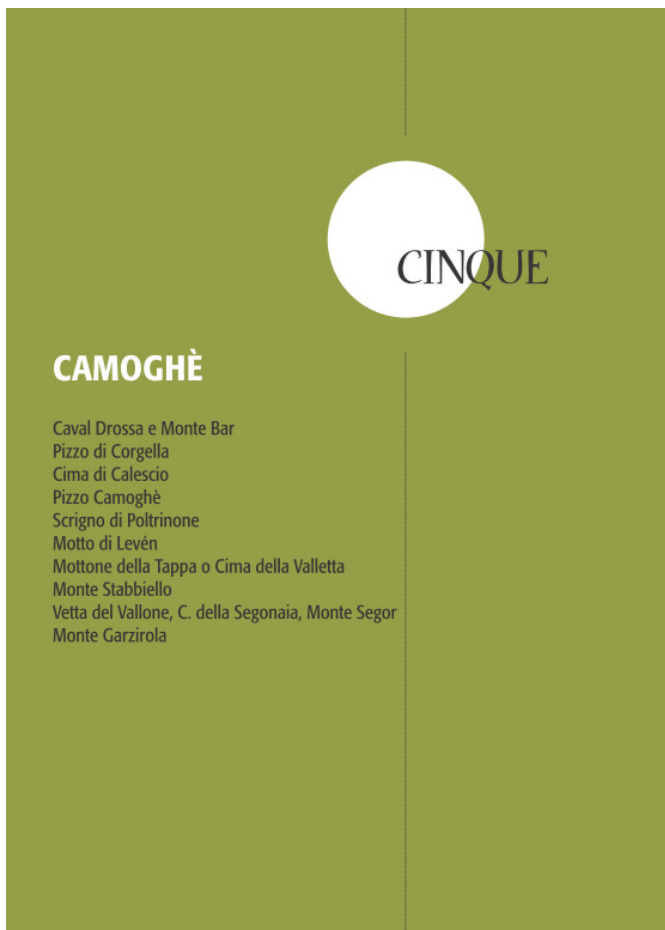 CINQUE
CAMOGHÈ
Caval Drossa e Monte Bar
Pizzo di Corgella
Cima di Calescio
Pizzo Camoghè
Scrigno di Poltrinone
Motto di Levén
Mottone della Tappa o Cima della Valletta
Monte Stabbiello
Vetta del Vallone, C. della Segonaia, Monte Segor
Monte Garzirola